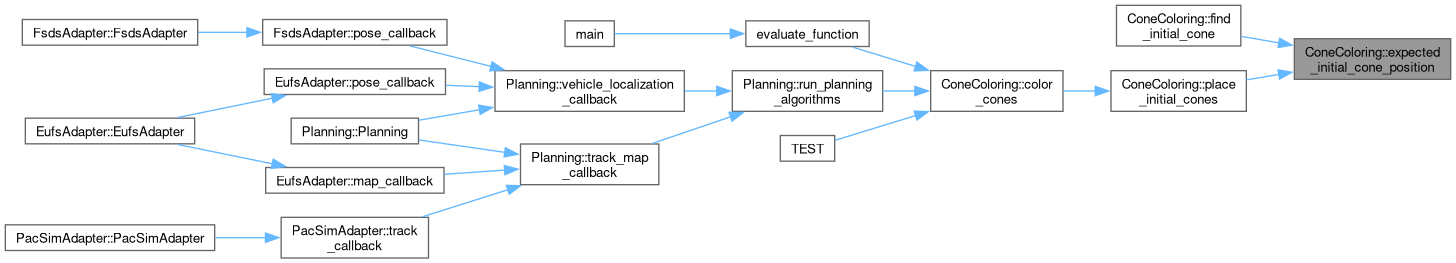 FsdsAdapter::FsdsAdapter
FsdsAdapter::pose_callback
main
evaluate_function
ConeColoring::find
_initial_cone
ConeColoring::expected
_initial_cone_position
EufsAdapter::pose_callback
Planning::vehicle_localization
_callback
Planning::run_planning
_algorithms
ConeColoring::color
_cones
ConeColoring::place
_initial_cones
EufsAdapter::EufsAdapter
Planning::Planning
TEST
Planning::track_map
_callback
EufsAdapter::map_callback
PacSimAdapter::PacSimAdapter
PacSimAdapter::track
_callback